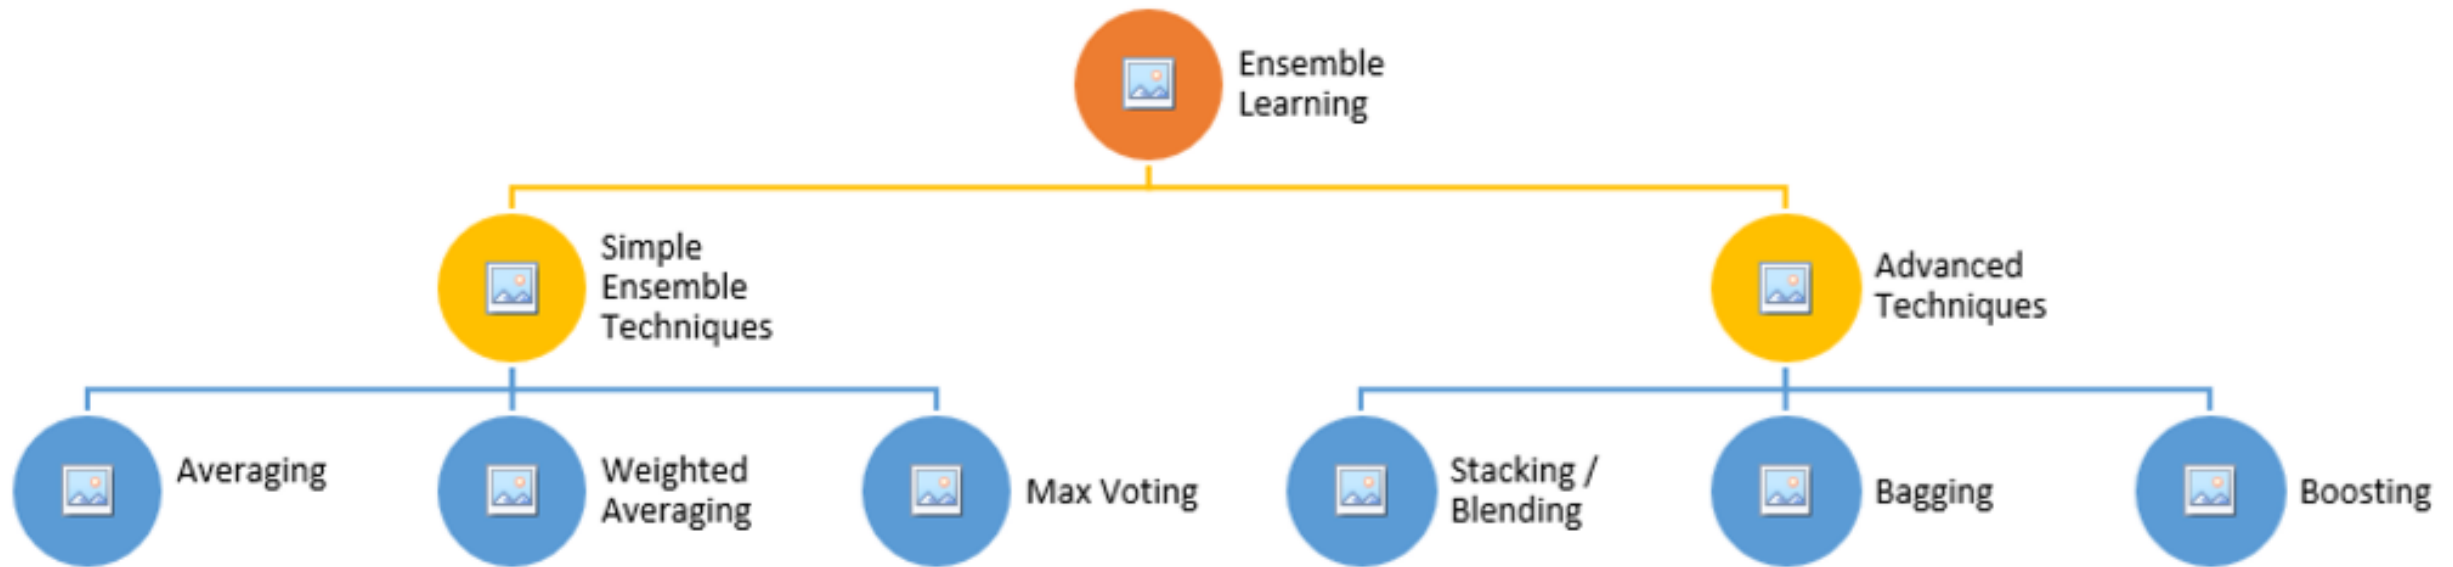 Ensemble
Learning
Simple
Ensemble
Techniques
Advanced
Techniques
Averaging
Weighted
Averaging
Max Voting
Stacking /
Blending
Bagging
Boosting